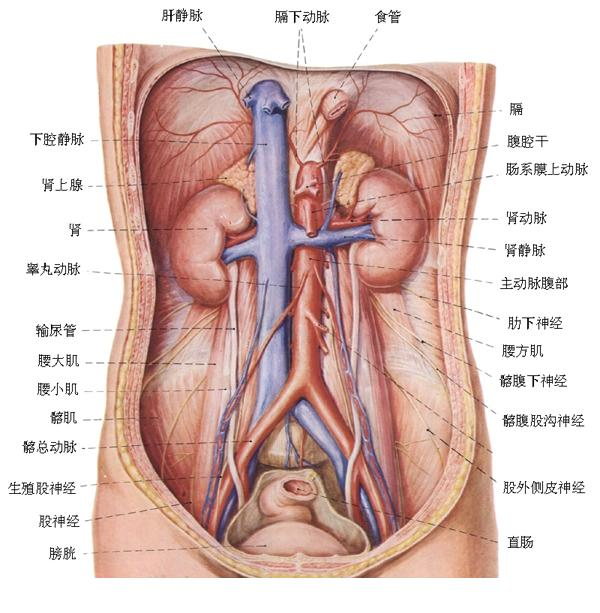 肝静脉
膈下动脉
食管
下腔静脉
肾上腺
肾
睾丸动脉
输尿管
腰大肌
腰小肌
髂肌
髂总动脉
生殖股神经
股神经
膀胱
膈
腹腔干
肠系膜上动脉
肾动脉
肾静脉
主动脉腹部
肋下神经
腰方肌
髂腹下神经
髂腹股沟神经
股外侧皮神经
直肠